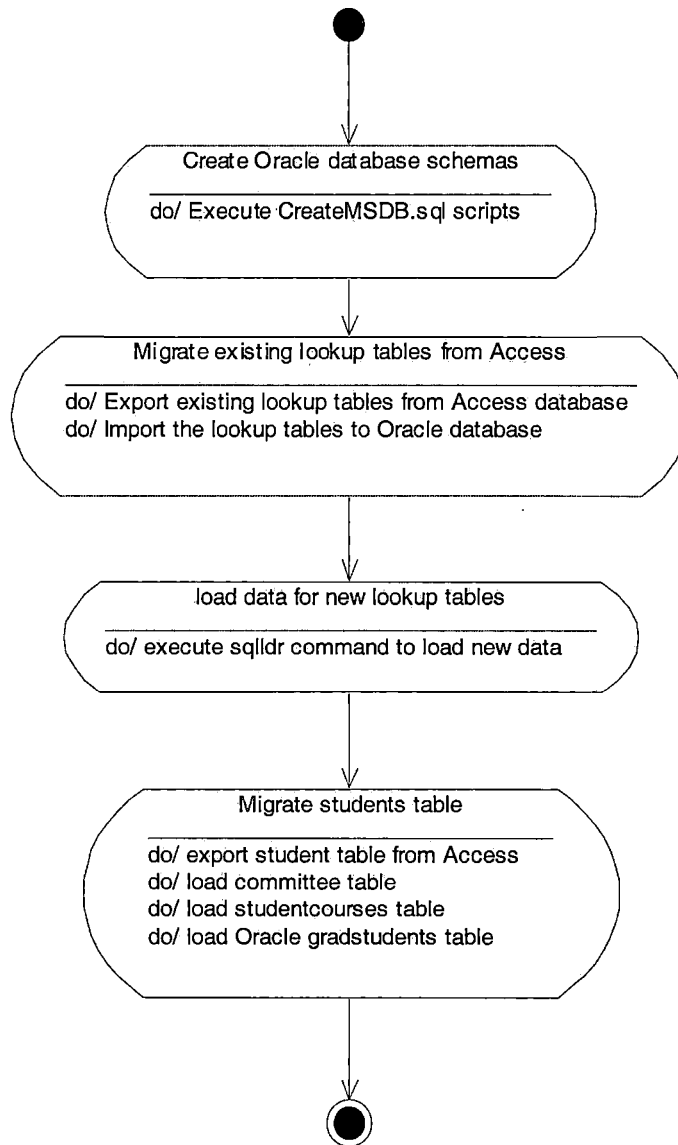 Create Oracle database schemas
do/ Execute CreateMSDB.sql scripts
Migrate existing lookup tables from Access
do/ Export existing lookup tables from Access database
do/ Import the lookup tables to Oracle database
load data for new lookup tables
do/ execute sqlldr command to load new data
Migrate students table
do/ export student table from Access
do/ load committee table
do/ load studentcourses table
do/ load Oracle gradstudents table